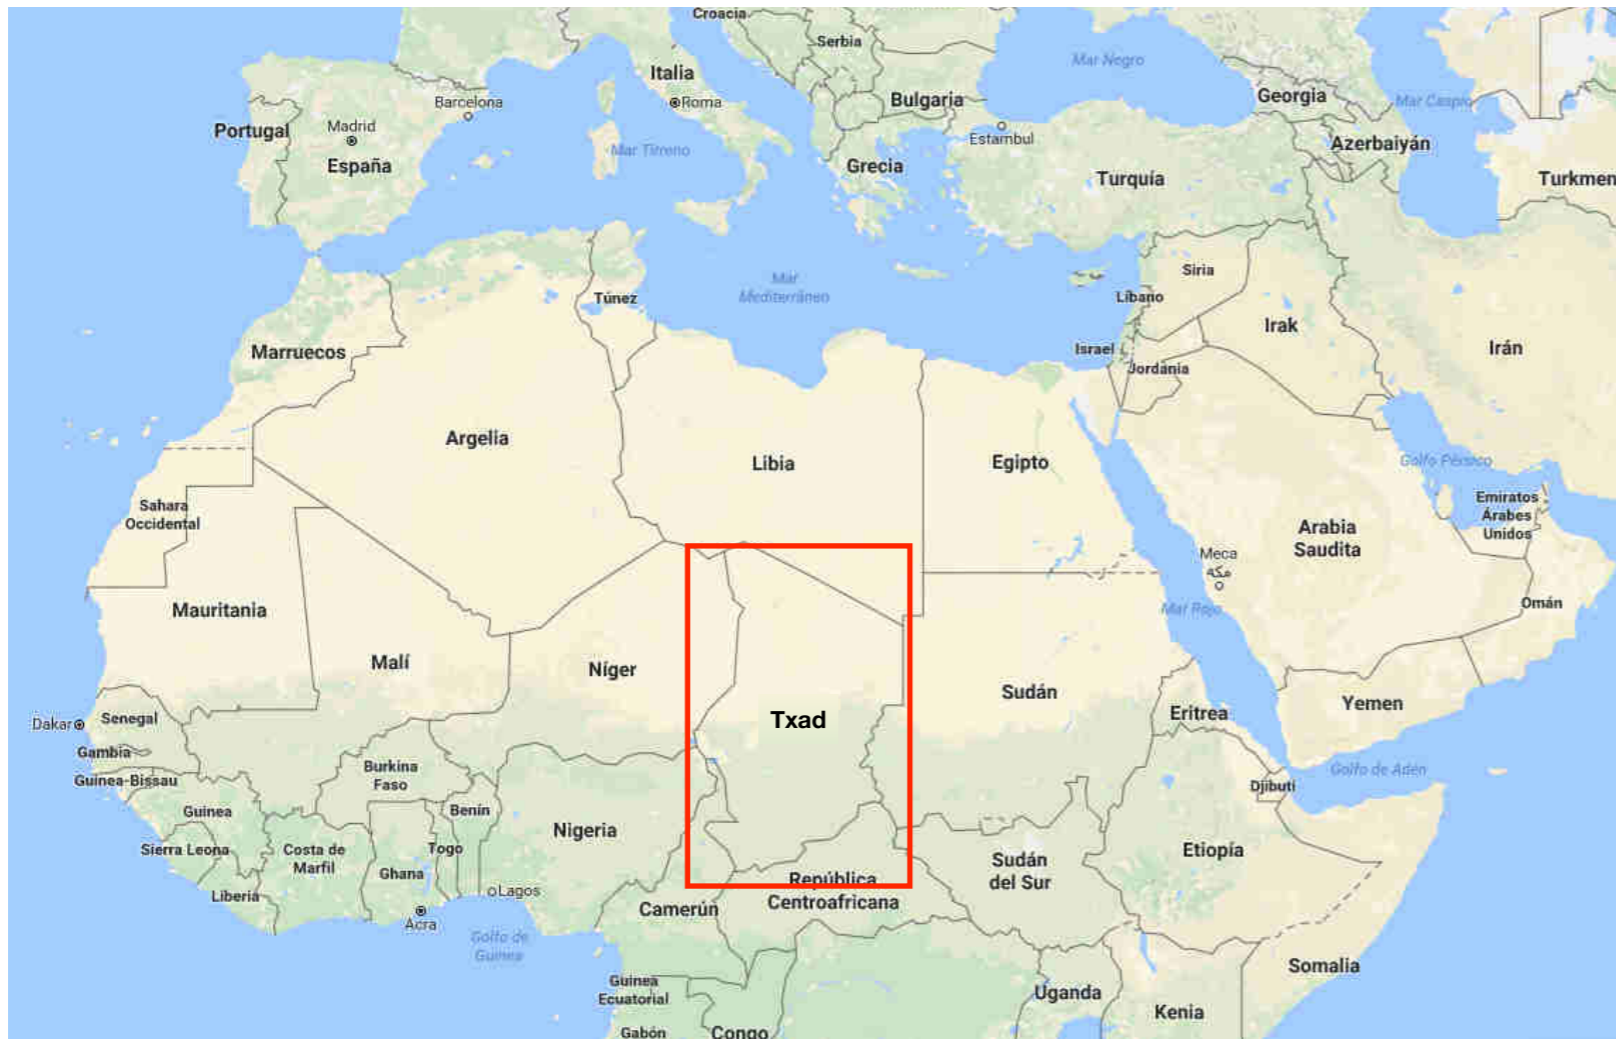 Croacia
Serbia
Mar Negro
Italia
Roma
Bulgaria
Georgia
Mar Caspio
Barcelona
Portugal
Madrid
España
Estambul
Azerbaiyán
Mar Tirreno
Grecia
Turquía
Turkmen
Siria
Mar
Mediterráneo
Túnez
Líbano
Irak
Marruecos
Israel
Irán
Jordania
Argelia
Libia
Egipto
Golfo Pérsico
Sahara
Occidental
Emiratos
Árabes
Unidos
Arabia
Saudita
Meca
مكة
Mauritania
Mar Rojo
Omán
Malí
Níger
Sudán
Yemen
Txad
Dakar
Senegal
Eritrea
Gambia
Golfo de Adén
Guinea-Bissau
Burkina
Faso
Djibuti
Guinea
Benín
Nigeria
Sierra Leona
Costa de
Marfil
Togo
Ghana
Etiopía
Sudán
del Sur
Liberia
Lagos
República
Centroafricana
Camerún
Acra
Golfo de
Guinea
Somalia
Guinea
Ecuatorial
Uganda
Kenia
Gabón
Congo